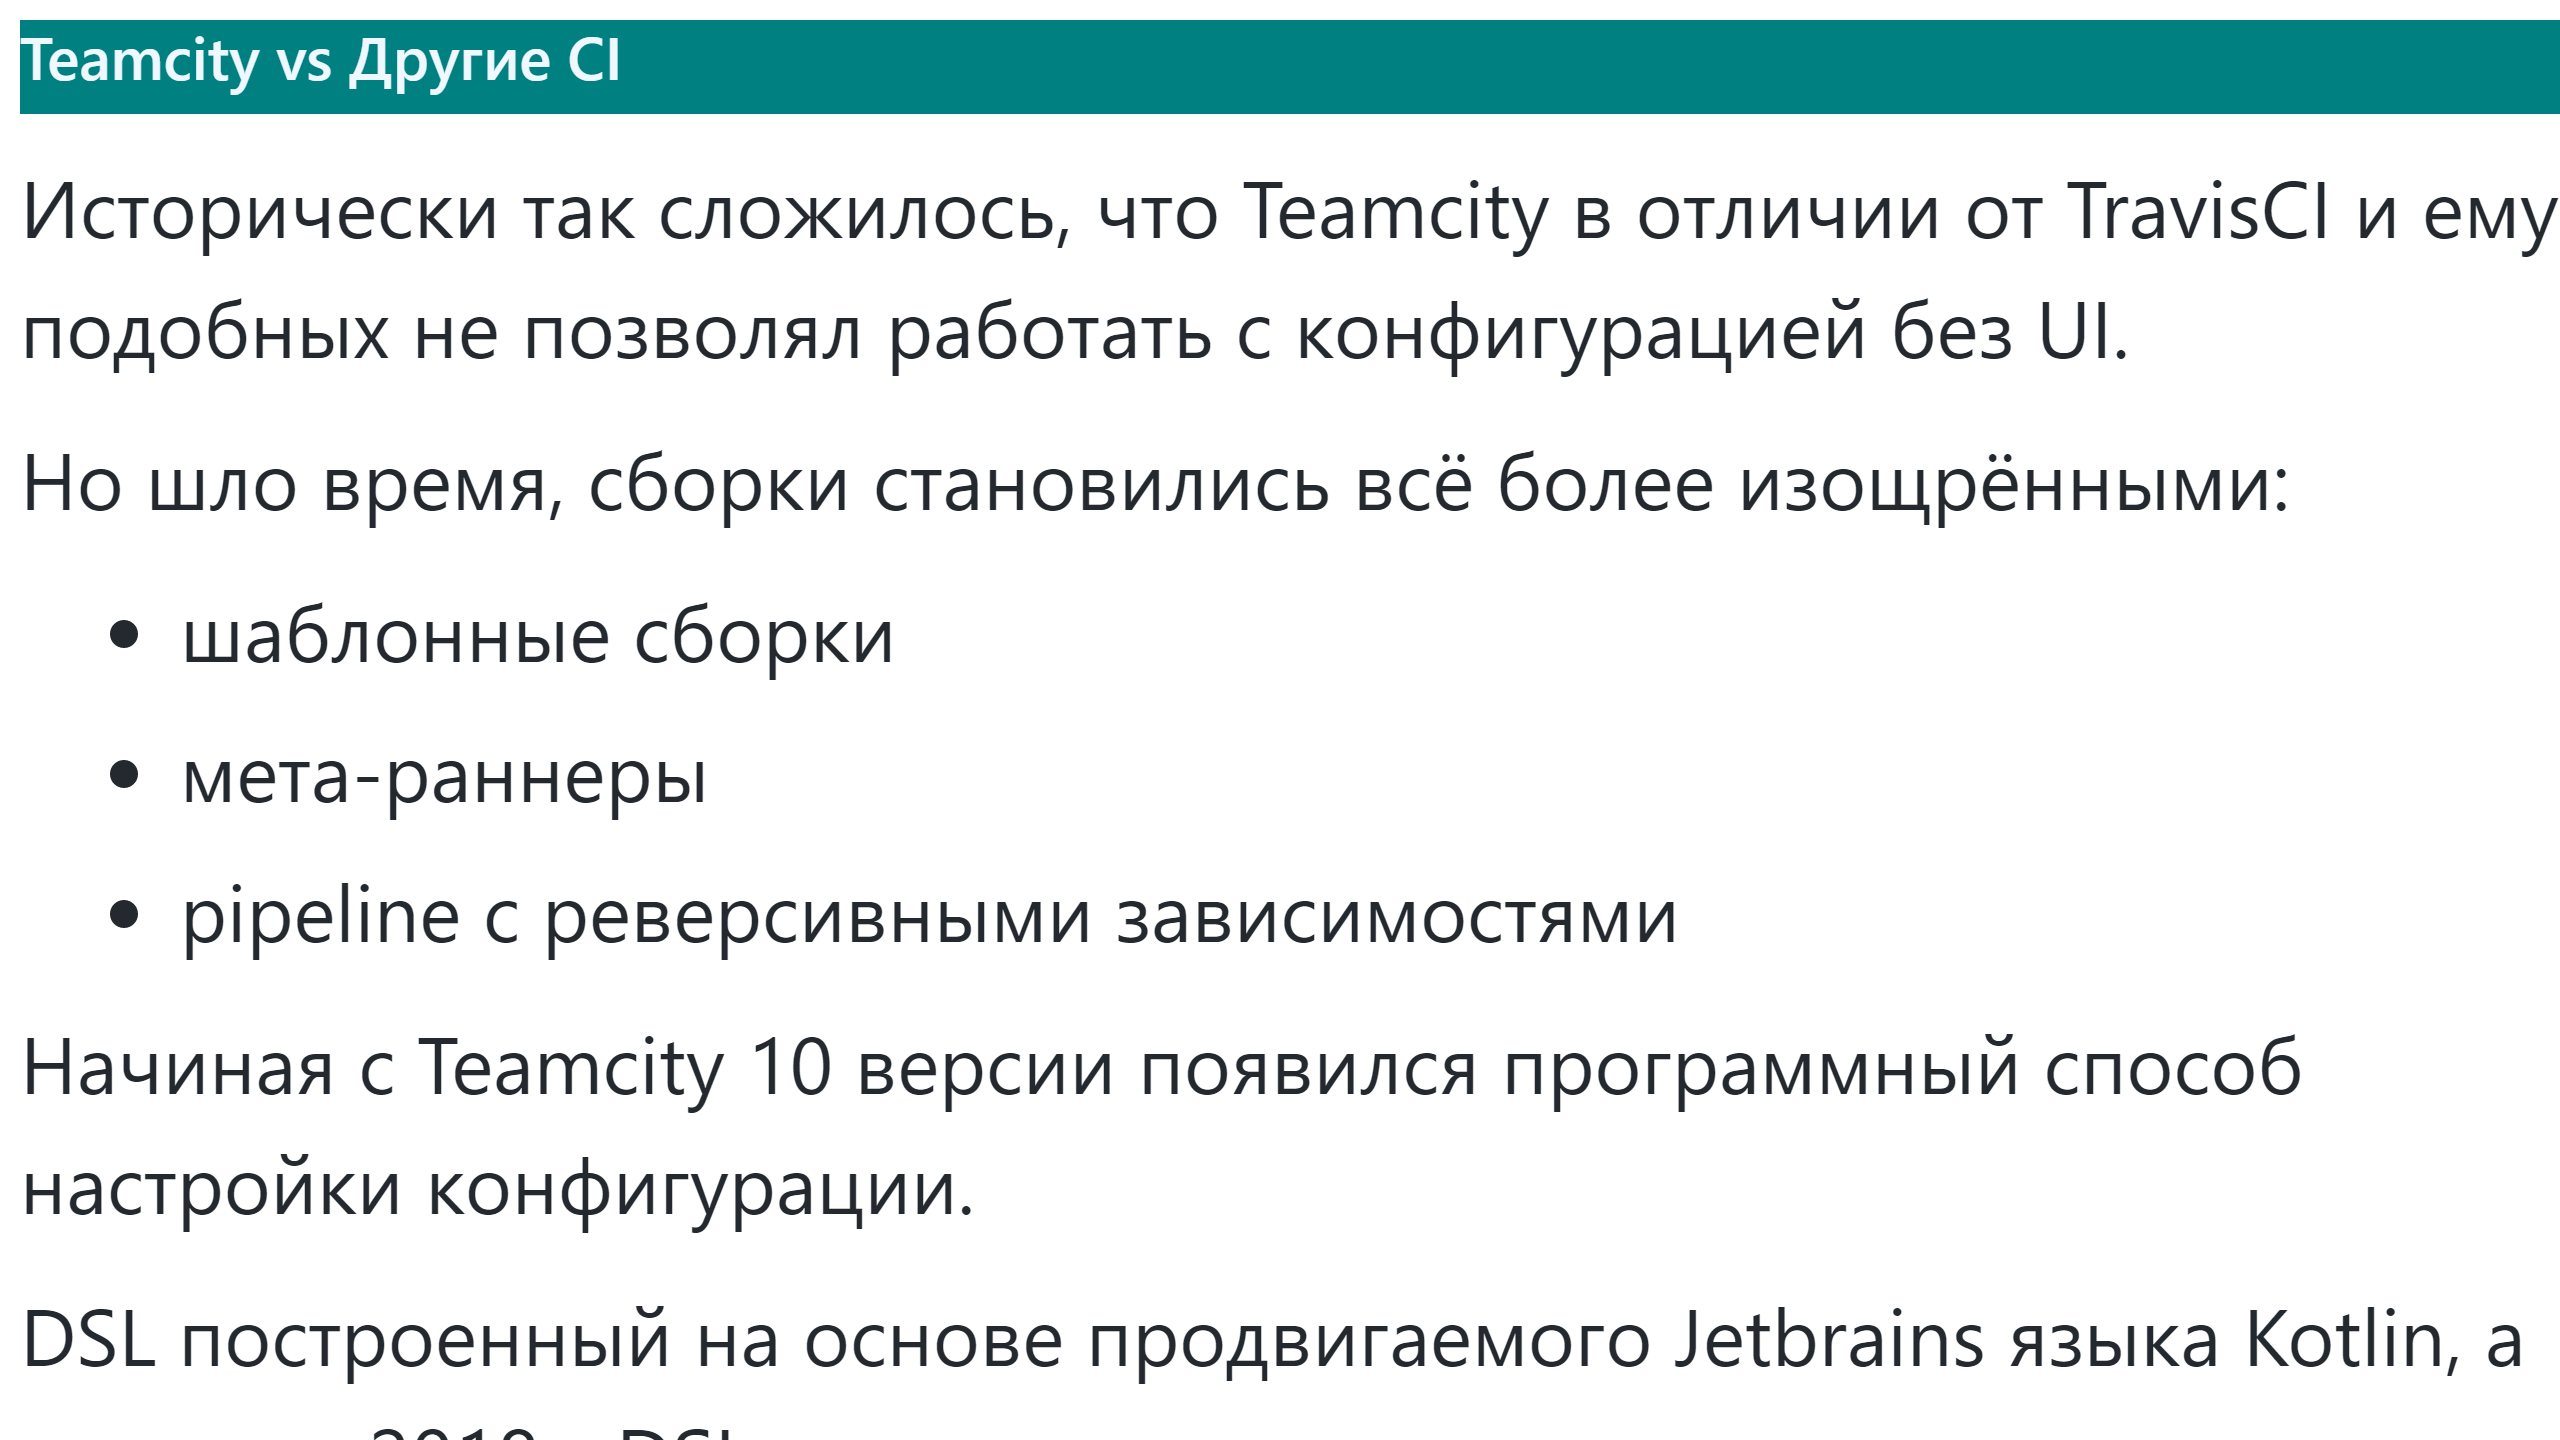 Teamcity vs Другие CI
Исторически так сложилось, что Teamcity в отличии от TravisCI и ему
подобных не позволял работать с конфигурацией без UI.
Но шло время, сборки становились всё более изощрёнными:
• шаблонные сборки
• мета-раннеры
• pipeline с реверсивными зависимостями
Начиная с Teamcity 10 версии появился программный способ
настройки конфигурации.
DSL построенный на основе продвигаемого Jetbrains языка Kotlin, а